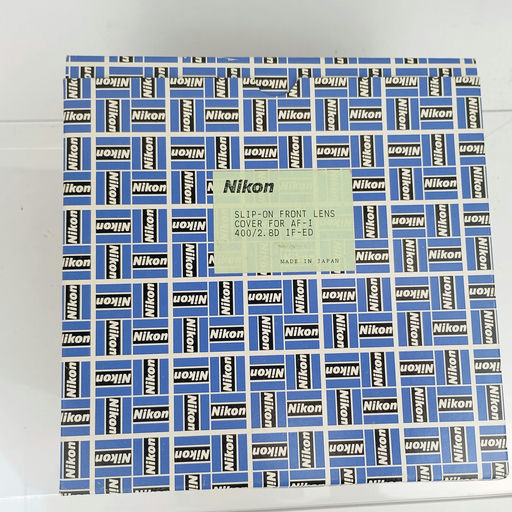 Nikon
SLIP-ON FRONT LENS
COVER FOR AF-I
400/2.8D IF-ED
MADE IN JAPAN